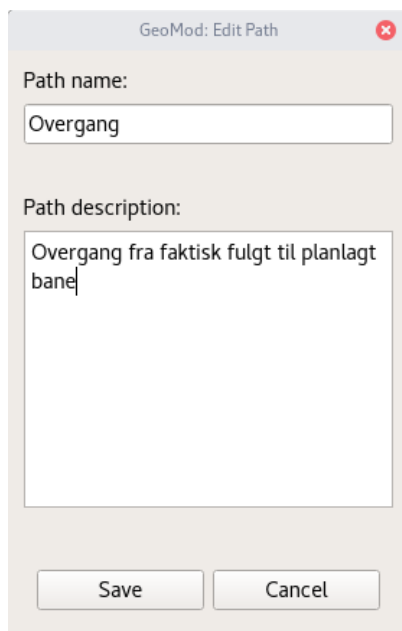 GeoMod: Edit Path
Path name:
Overgang
Path description:
Overgang fra faktisk fulgt til planlagt
bane
Save
Cancel